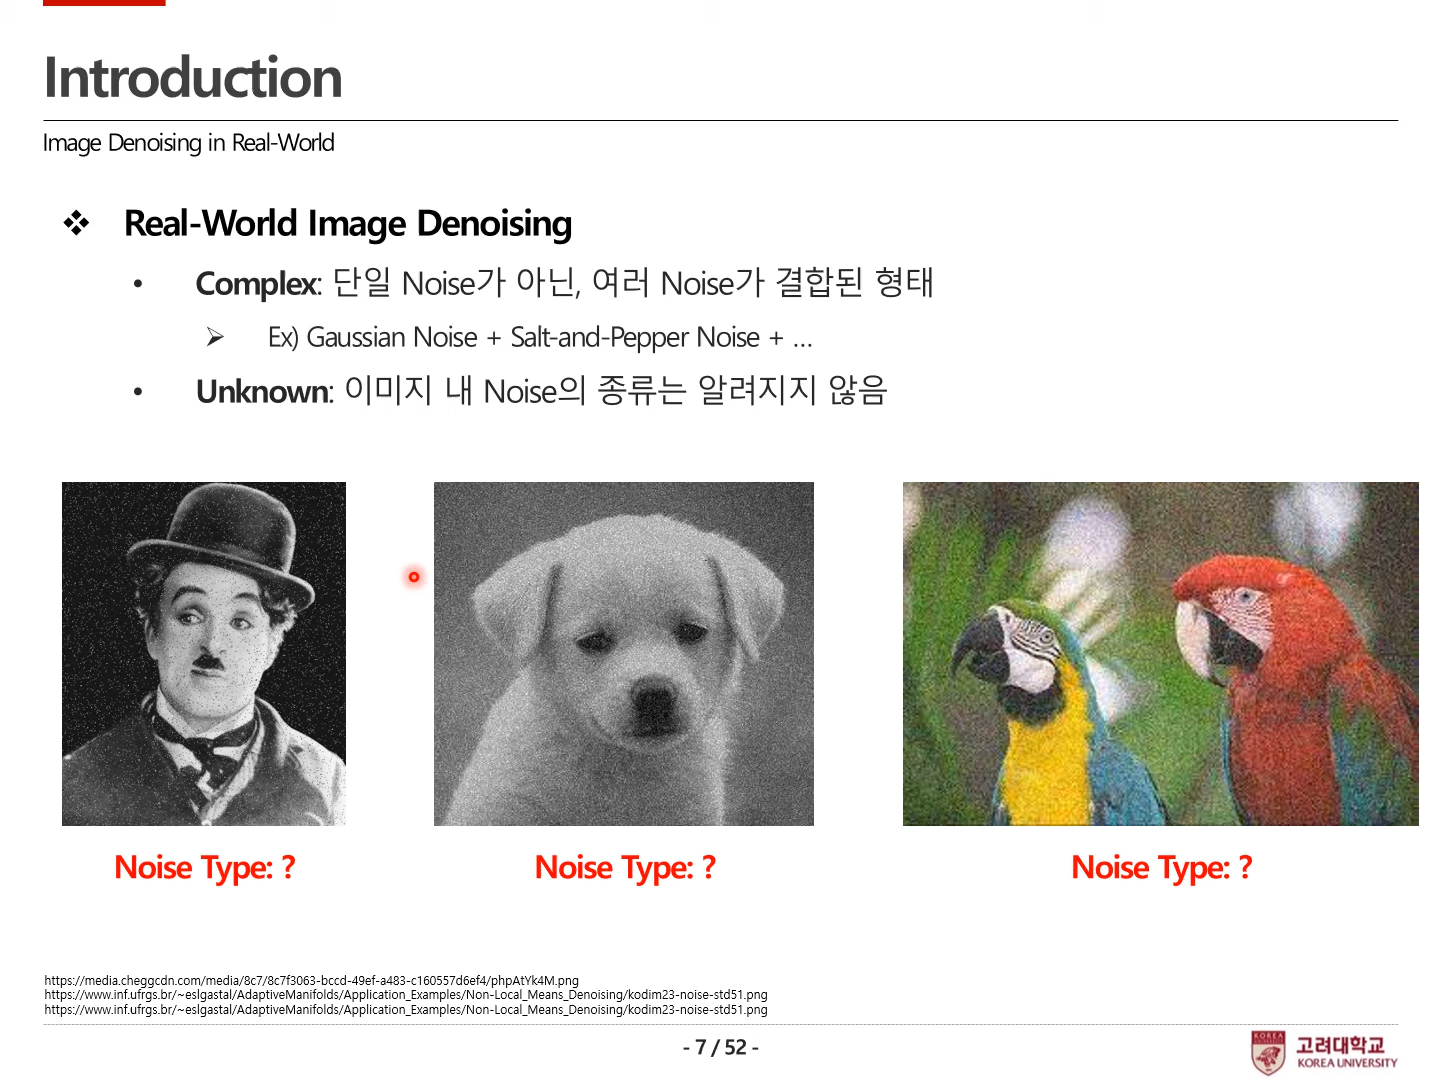 Introduction
Image Denoising in Real-World
❖ Real-World Image Denoising
• Complex: 단일 Noise가 아닌, 여러 Noise가 결합된 형태
➢ Ex) Gaussian Noise + Salt-and-Pepper Noise + …
• Unknown: 이미지 내 Noise의 종류는 알려지지 않음
Noise Type: ?
Noise Type: ?
Noise Type: ?
https://media.cheggcdn.com/media/8c7/8c7f3063-bccd-49ef-a483-c160557d6ef4/phpAtYk4M.png
https://www.inf.ufrgs.br/~eslgastal/AdaptiveManifolds/Application_Examples/Non-Local_Means_Denoising/kodim23-noise-std51.png
https://www.inf.ufrgs.br/~eslgastal/AdaptiveManifolds/Application_Examples/Non-Local_Means_Denoising/kodim23-noise-std51.png
- 7 / 52 -
KOREA
고려대학교
KOREA UNIVERSITY